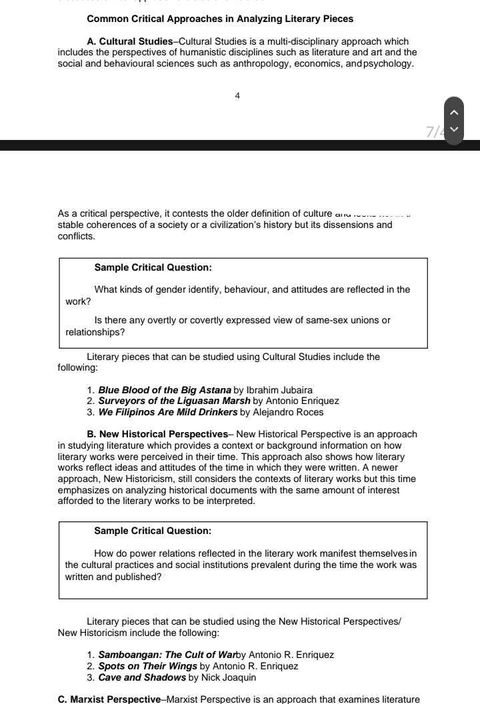 Common Critical Approaches in Analyzing Literary Pieces
A. Cultural Studies–Cultural Studies is a multi-disciplinary approach which
includes the perspectives of humanistic disciplines such as literature and art and the
social and behavioural sciences such as anthropology, economics, and psychology.
4
7/4
As a critical perspective, it contests the older definition of culture
stable coherences of a society or a civilization's history but its dissensions and
conflicts.
Sample Critical Question:
What kinds of gender identify, behaviour, and attitudes are reflected in the
work?
Is there any overtly or covertly expressed view of same-sex unions or
relationships?
Literary pieces that can be studied using Cultural Studies include the
following:
1. Blue Blood of the Big Astana by Ibrahim Jubaira
2. Surveyors of the Liguasan Marsh by Antonio Enriquez
3. We Filipinos Are Mild Drinkers by Alejandro Roces
B. New Historical Perspectives– New Historical Perspective is an approach
in studying literature which provides a context or background information on how
literary works were perceived in their time. This approach also shows how literary
works reflect ideas and attitudes of the time in which they were written. A newer
approach, New Historicism, still considers the contexts of literary works but this time
emphasizes on analyzing historical documents with the same amount of interest
afforded to the literary works to be interpreted.
Sample Critical Question:
How do power relations reflected in the literary work manifest themselves in
the cultural practices and social institutions prevalent during the time the work was
written and published?
Literary pieces that can be studied using the New Historical Perspectives/
New Historicism include the following:
1. Samboangan: The Cult of Warby Antonio R. Enriquez
2. Spots on Their Wings by Antonio R. Enriquez
3. Cave and Shadows by Nick Joaquin
C. Marxist Perspective–Marxist Perspective is an approach that examines literature